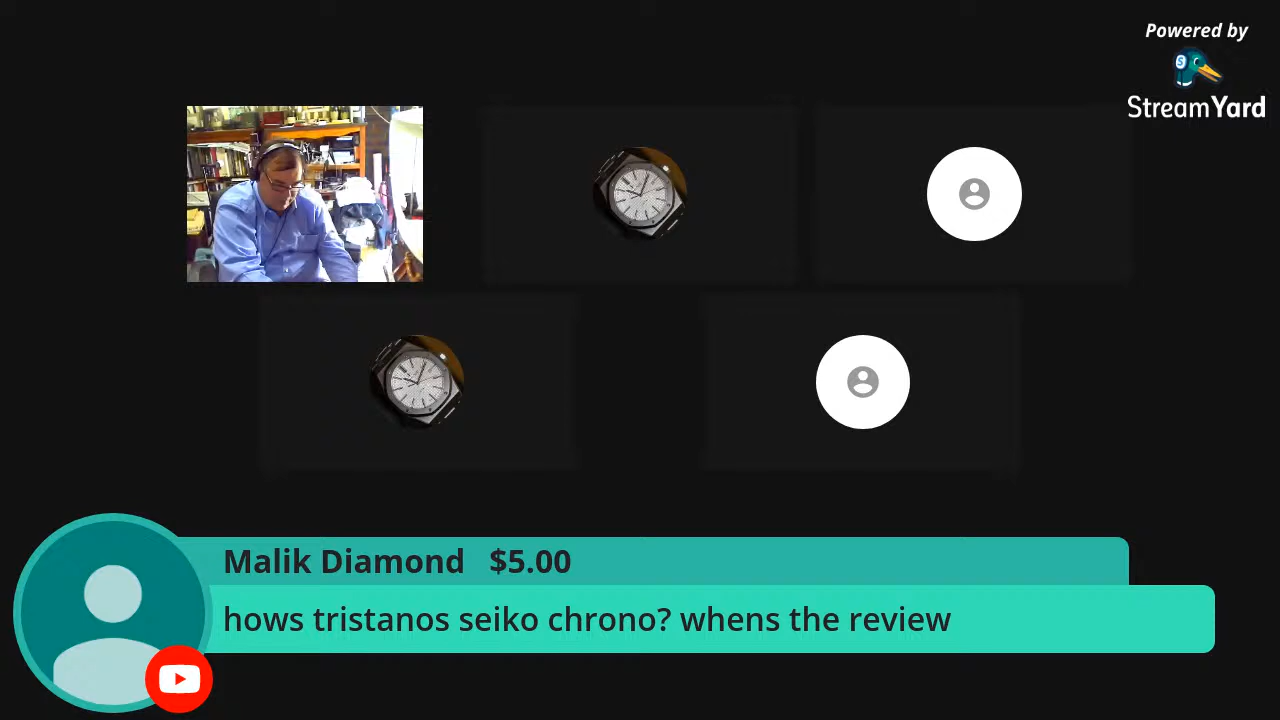 Powered by
StreamYard
Malik Diamond $5.00
hows tristanos seiko chrono? whens the review